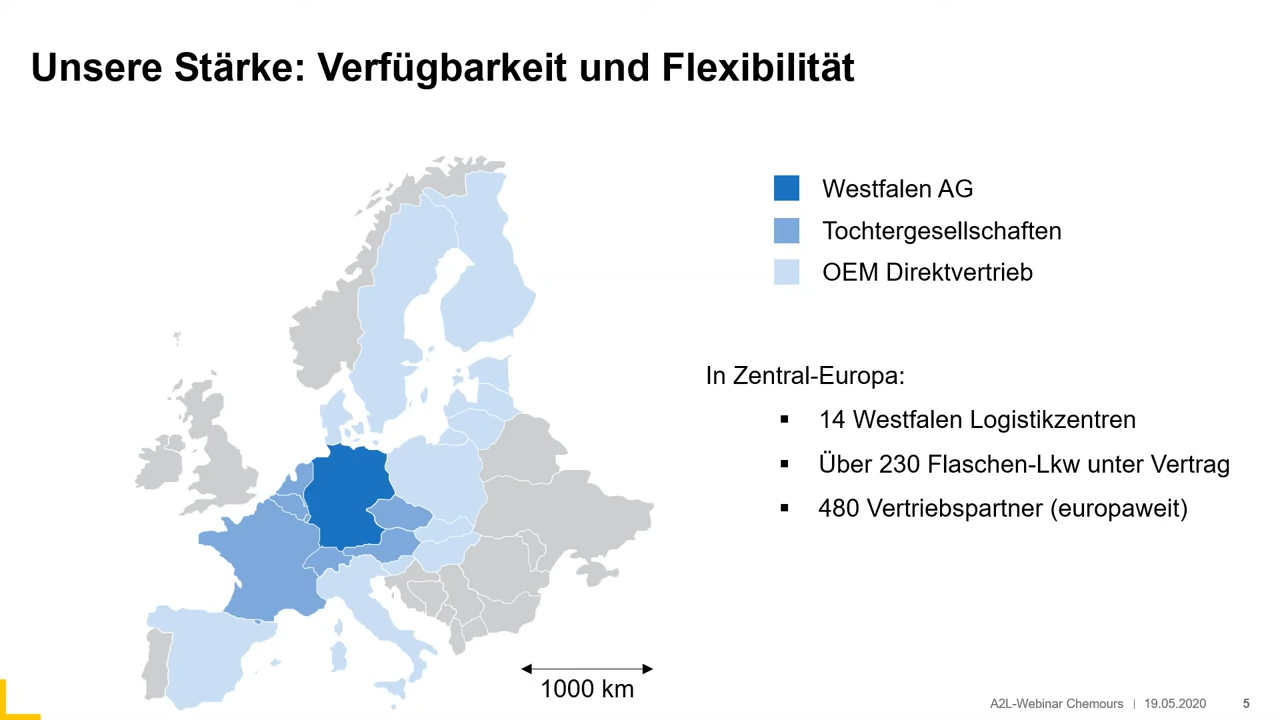 Unsere Stärke: Verfügbarkeit und Flexibilität
Westfalen AG
Tochtergesellschaften
OEM Direktvertrieb
In Zentral-Europa:
▪ 14 Westfalen Logistikzentren
▪ Über 230 Flaschen-Lkw unter Vertrag
▪ 480 Vertriebspartner (europaweit)
1000 km
A2L-Webinar Chemours | 19.05.2020 5